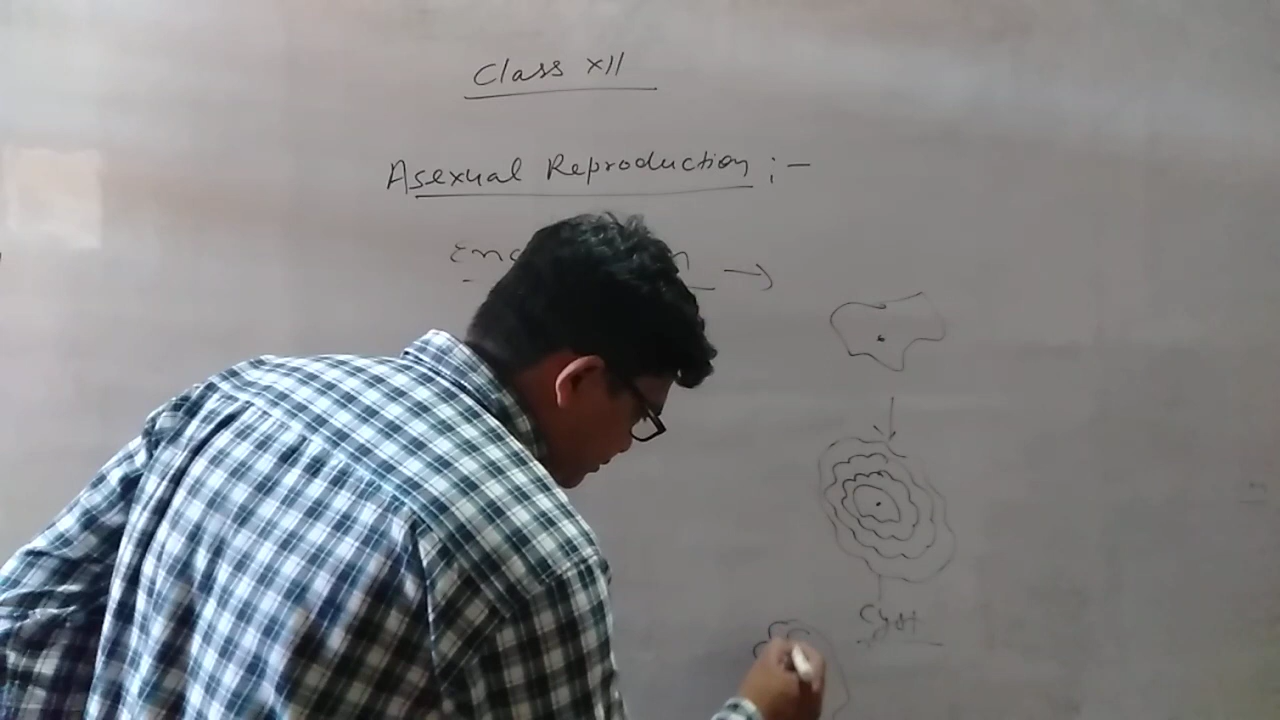 Class XII
Asexual Reproduction :-
→
Cyst